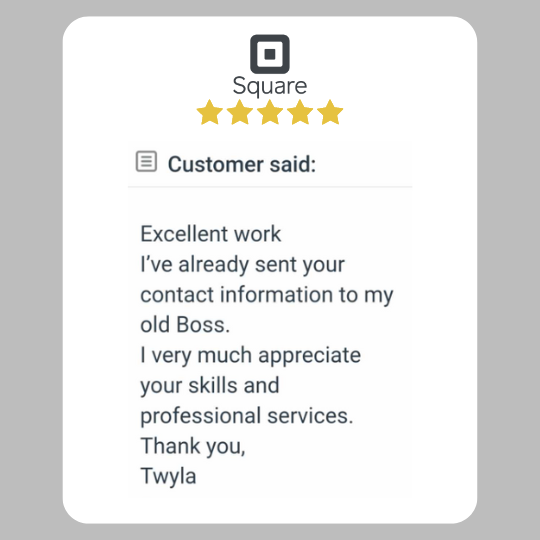 Square
Customer said:
Excellent work
I've already sent your
contact information to my
old Boss.
I very much appreciate
your skills and
professional services.
Thank you,
Twyla